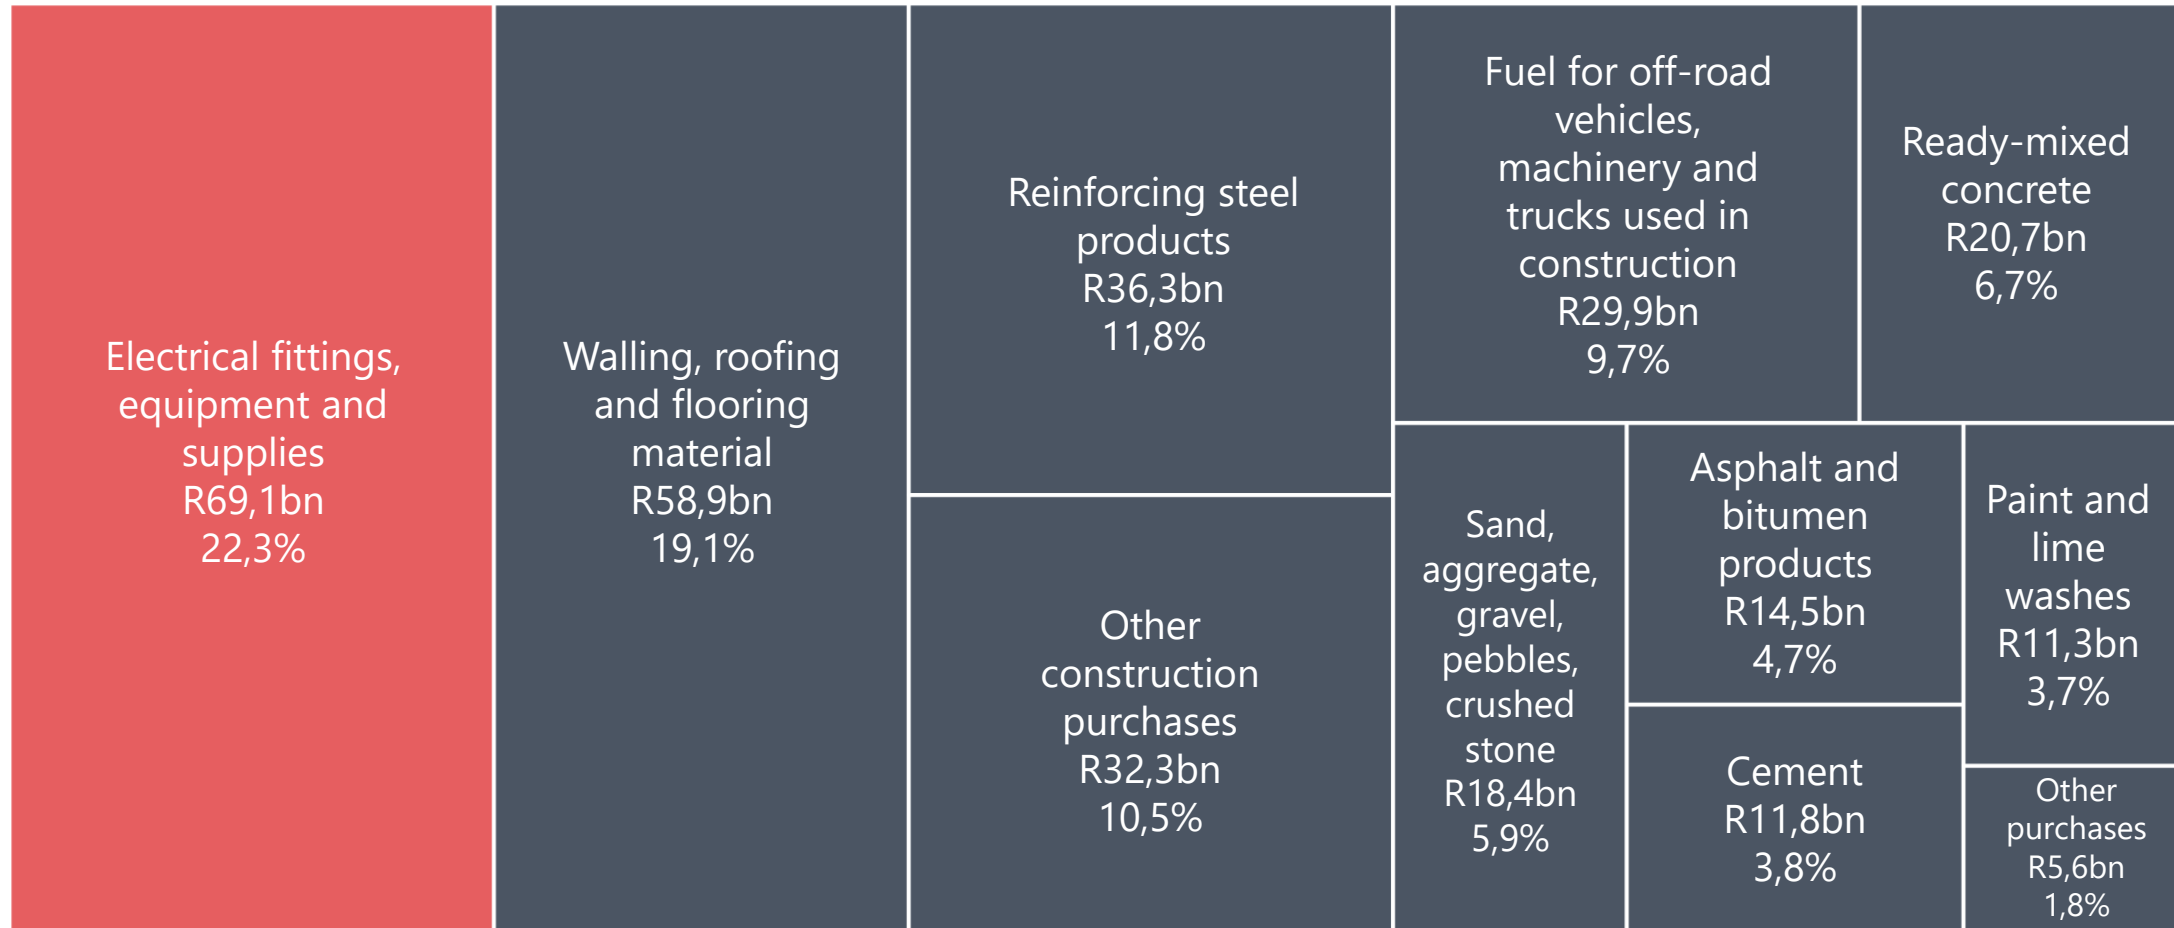 Electrical fittings,
equipment and
supplies
R69,1bn
22,3%
Walling, roofing
and flooring
material
R58,9bn
19,1%
Reinforcing steel
products
R36,3bn
11,8%
Other
construction
purchases
R32,3bn
10,5%
Fuel for off-road
vehicles,
machinery and
trucks used in
construction
R29,9bn
9,7%
Ready-mixed
concrete
R20,7bn
6,7%
Sand,
aggregate,
gravel,
pebbles,
crushed
stone
R18,4bn
5,9%
Asphalt and
bitumen
products
R14,5bn
4,7%
Cement
R11,8bn
3,8%
Paint and
lime
washes
R11,3bn
3,7%
Other
purchases
R5,6bn
1,8%